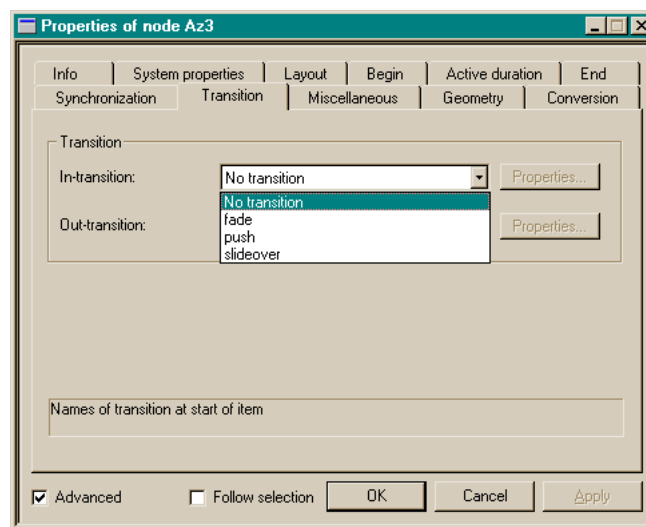 Properties of node Az3
Info System properties Layout Begin Active duration End
Synchronization Transition Miscellaneous Geometry Conversion
Transition
In-transition: No transition Properties...
No transition
fade
Out-transition: Properties...
push
slideover
Names of transition at start of item
Advanced Follow selection OK Cancel Apply